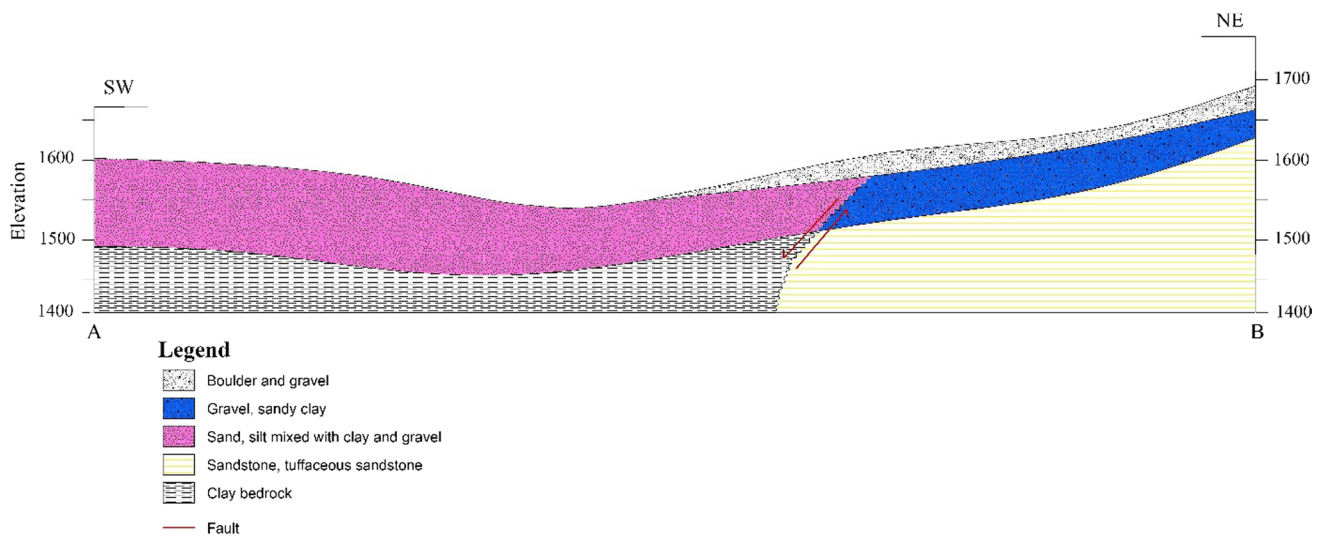 NE
SW
1700
1600
1600
Elevation
1500
1500
1400
1400
A
B
Legend
Boulder and gravel
Gravel, sandy clay
Sand, silt mixed with clay and gravel
Sandstone, tuffaceous sandstone
Clay bedrock
Fault